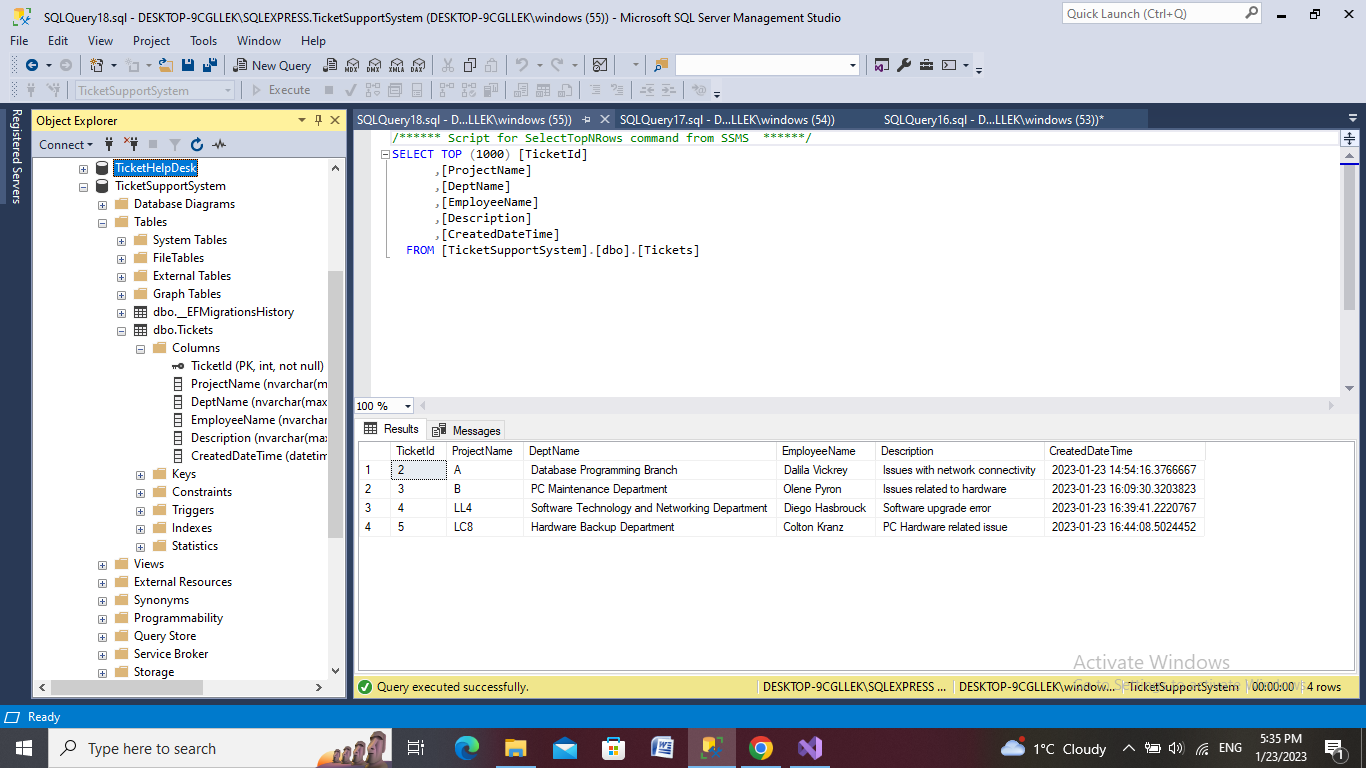 SQLQuery18.sql - DESKTOP-9CGLLEK\SQLEXPRESS.TicketSupportSystem (DESKTOP-9CGLLEK\windows (55)) - Microsoft SQL Server Management Studio
Quick Launch (Ctrl+Q)
File Edit View Project Tools Window Help
New Query MDX DMX XMLA DAX
TicketSupportSystem Execute
Registered Servers
Object Explorer
Connect
TicketHelpDesk
TicketSupportSystem
Database Diagrams
Tables
System Tables
FileTables
External Tables
Graph Tables
dbo.__EFMigrationsHistory
dbo.Tickets
Columns
TicketId (PK, int, not null)
ProjectName (nvarchar(m
DeptName (nvarchar(max
EmployeeName (nvarchar
Description (nvarchar(max
CreatedDateTime (datetim
Keys
Constraints
Triggers
Indexes
Statistics
Views
External Resources
Synonyms
Programmability
Query Store
Service Broker
Storage
SQLQuery18.sql - D...LLEK\windows (55)) SQLQuery17.sql - D...LLEK\windows (54)) SQLQuery16.sql - D...LLEK\windows (53))*
/****** Script for SelectTopNRows command from SSMS ******/
SELECT TOP (1000) [TicketId]
,[ProjectName]
,[DeptName]
,[EmployeeName]
,[Description]
,[CreatedDateTime]
FROM [TicketSupportSystem].[dbo].[Tickets]
100 %
Results Messages
TicketId ProjectName DeptName EmployeeName Description CreatedDateTime
1 2 A Database Programming Branch Dalila Vickrey Issues with network connectivity 2023-01-23 14:54:16.3766667
2 3 B PC Maintenance Department Olene Pyron Issues related to hardware 2023-01-23 16:09:30.3203823
3 4 LL4 Software Technology and Networking Department Diego Hasbrouck Software upgrade error 2023-01-23 16:39:41.2220767
4 5 LC8 Hardware Backup Department Colton Kranz PC Hardware related issue 2023-01-23 16:44:08.5024452
Activate Windows
Go to Settings to activate Windows.
Query executed successfully. DESKTOP-9CGLLEK\SQLEXPRESS ... DESKTOP-9CGLLEK\window... TicketSupportSystem 00:00:00 4 rows
Ready
Type here to search
1°C Cloudy ENG
5:35 PM
1/23/2023
1